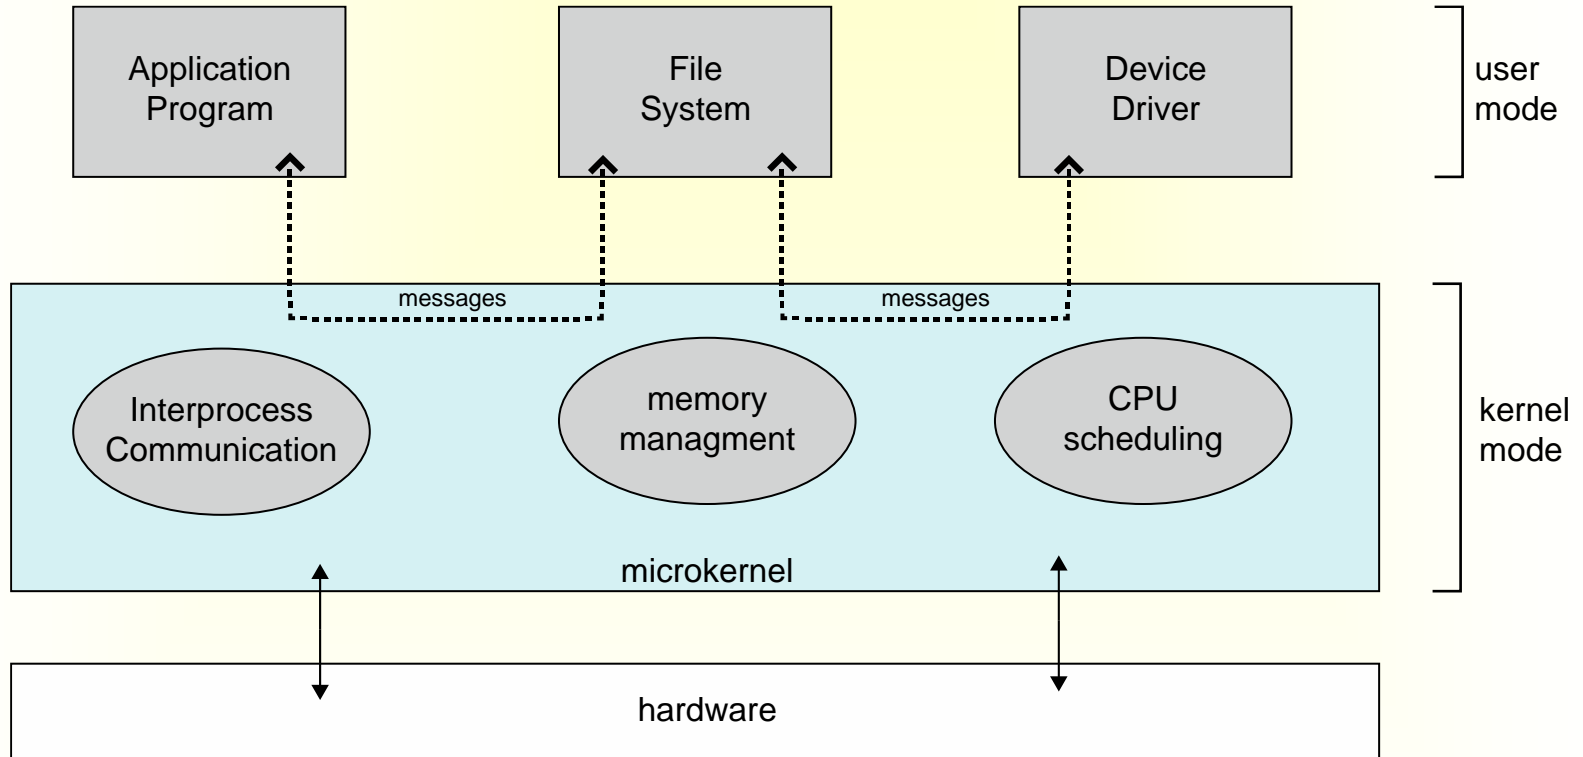 Application
Program
File
System
Device
Driver
user
mode
messages
messages
Interprocess
Communication
memory
managment
CPU
scheduling
kernel
mode
microkernel
hardware